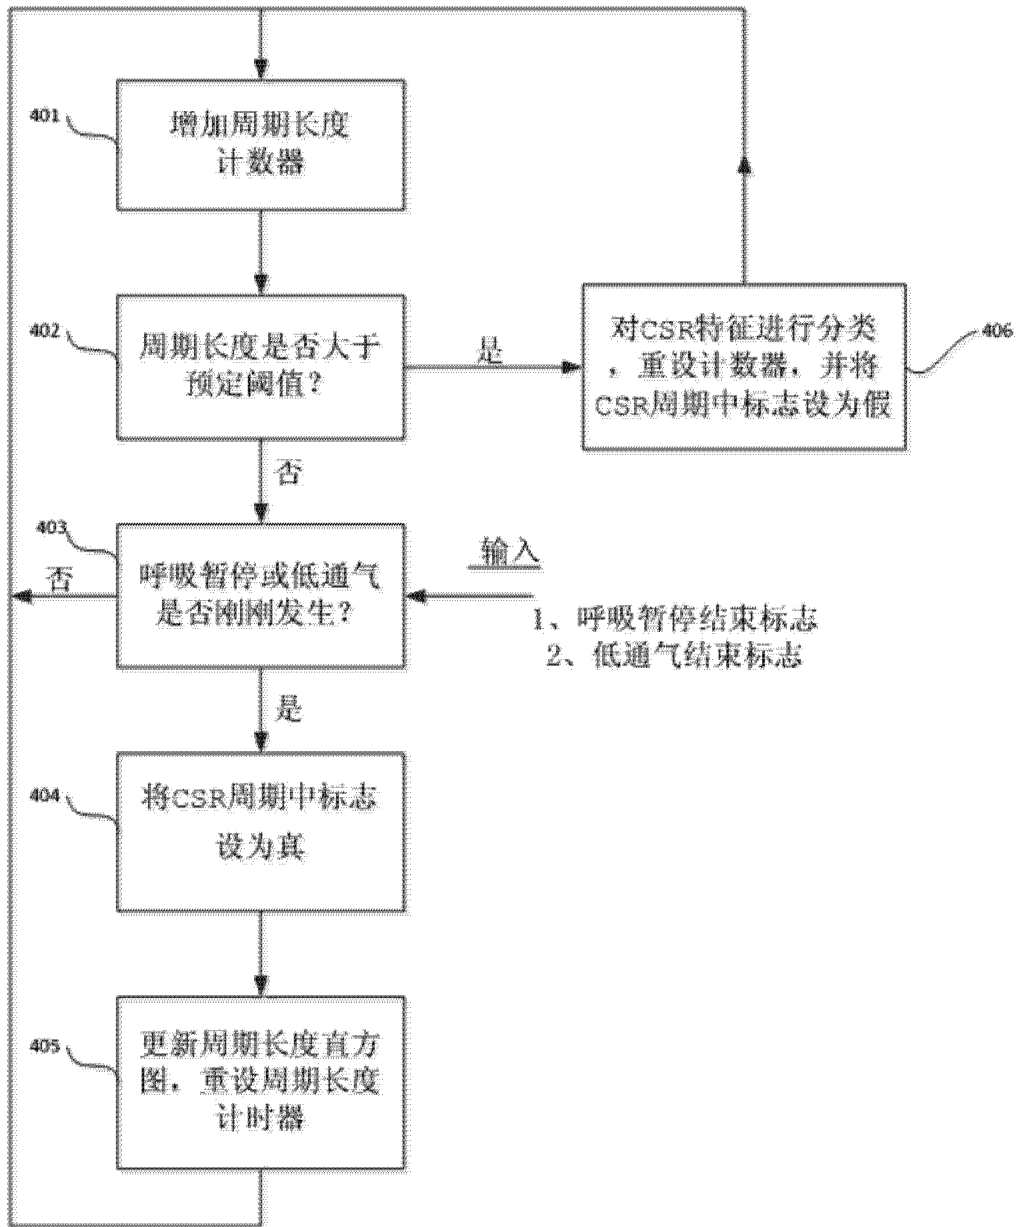 401
增加周期长度
计数器
402
周期长度是否大于
预定阈值？
是
对CSR特征进行分类
，重设计数器，并将
CSR周期中标志设为假
406
否
403
呼吸暂停或低通气
是否刚刚发生？
否
输入
1、呼吸暂停结束标志
2、低通气结束标志
是
404
将CSR周期中标志
设为真
405
更新周期长度直方
图，重设周期长度
计时器